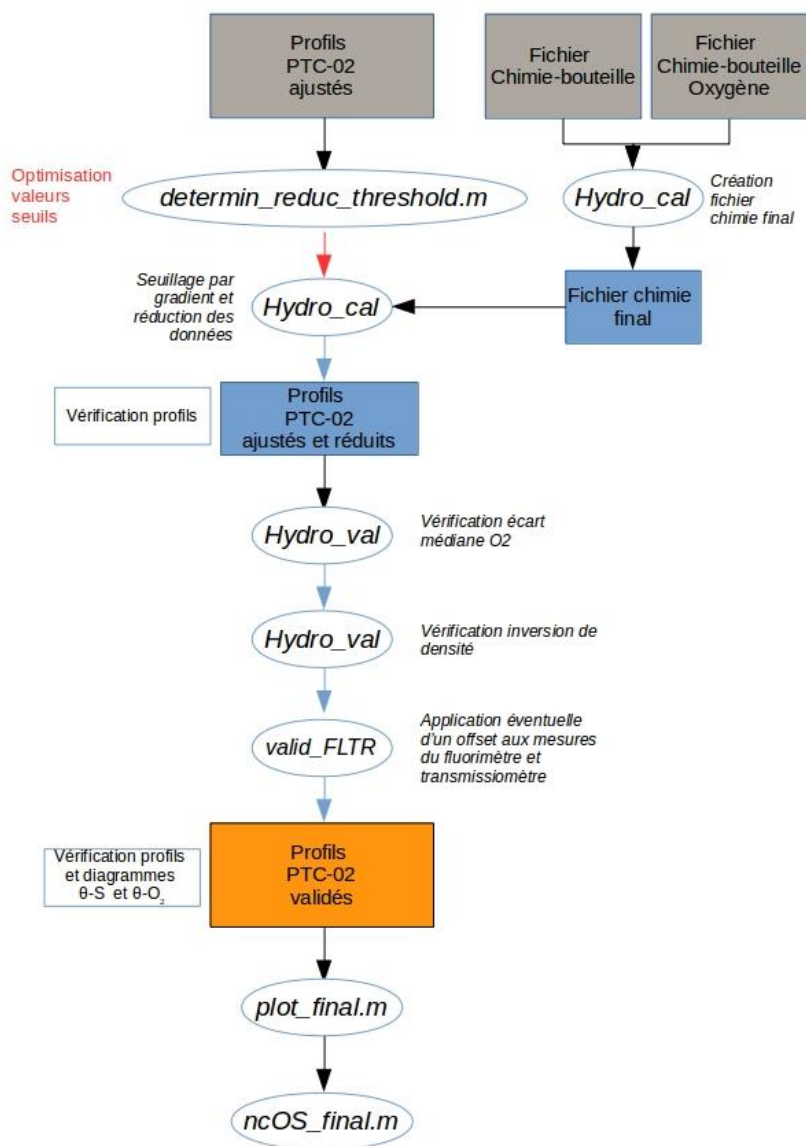 Profils
PTC-02
ajustés
Fichier
Chimie-bouteille
Fichier
Chimie-bouteille
Oxygène
Optimisation
valeurs
seuils
determin_reduc_threshold.m
Hydro_cal
Création
fichier
chimie final
Seuillage par
gradient et
réduction des
données
Hydro_cal
Fichier chimie
final
Vérification profils
Profils
PTC-02
ajustés et réduits
Hydro_val
Vérification écart
médiane O2
Hydro_val
Vérification inversion de
densité
valid_FLTR
Application éventuelle
d'un offset aux mesures
du fluorimètre et
transmissiomètre
Vérification profils
et diagrammes
θ-S et θ-O₂
Profils
PTC-02
validés
plot_final.m
ncOS_final.m